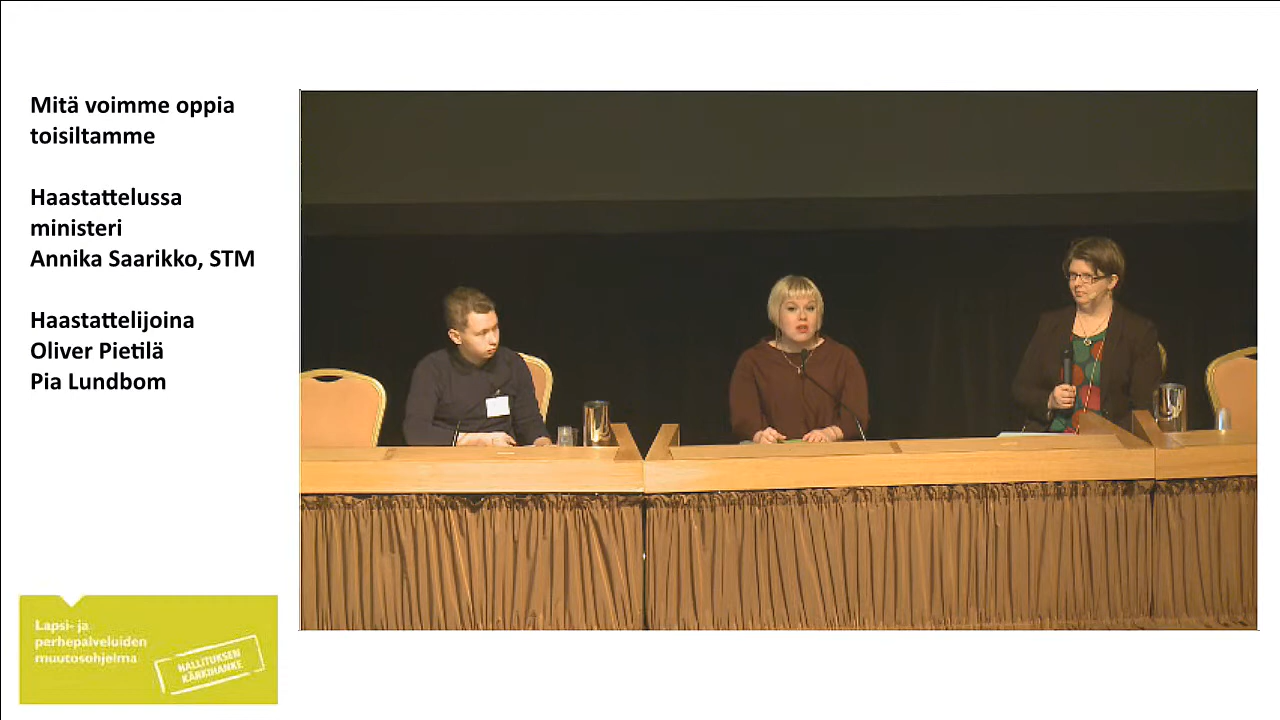 Mitä voimme oppia
toisiltamme
Haastattelussa
ministeri
Annika Saarikko, STM
Haastattelijoina
Oliver Pietilä
Pia Lundbom
Lapsi- ja
perhepalveluiden
muutosohjelma
HALLITUKSEN
KÄRKIHANKE